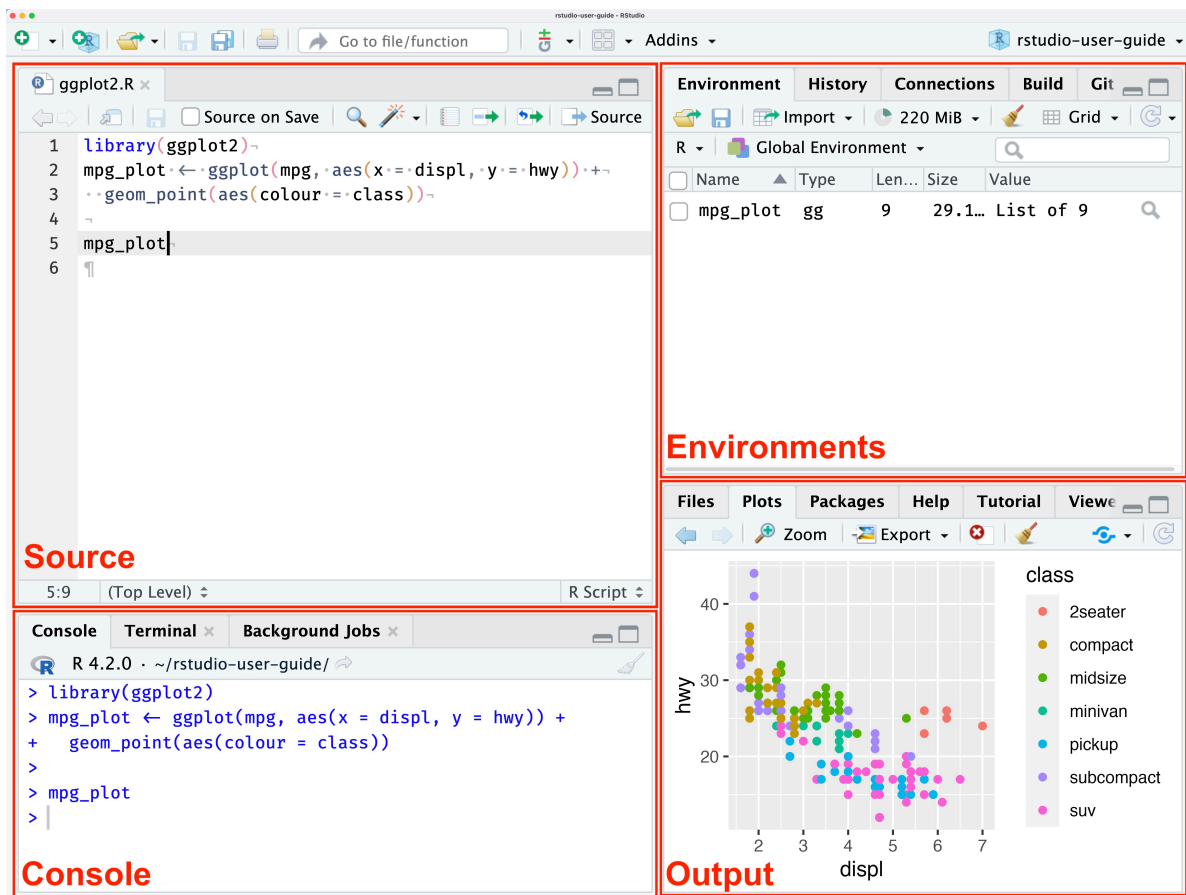 rstudio-user-guide - RStudio
Go to file/function
Addins
rstudio-user-guide
ggplot2.R
Source on Save
Source
1 library(ggplot2)¬
2 mpg_plot·←·ggplot(mpg,·aes(x·=·displ,·y·=·hwy))·+¬
3 ··geom_point(aes(colour·=·class))¬
4 ¬
5 mpg_plot¬
6 ¶
Source
5:9 (Top Level) R Script
Environment History Connections Build Git
Import 220 MiB Grid
R Global Environment
Name Type Len... Size Value
mpg_plot gg 9 29.1… List of 9
Environments
Console Terminal Background Jobs
R 4.2.0 · ~/rstudio-user-guide/
> library(ggplot2)
> mpg_plot ← ggplot(mpg, aes(x = displ, y = hwy)) +
+   geom_point(aes(colour = class))
>
> mpg_plot
>
Console
Files Plots Packages Help Tutorial Viewe
Zoom Export
hwy
40
30
20
2 3 4 5 6 7
displ
class
2seater
compact
midsize
minivan
pickup
subcompact
suv
Output